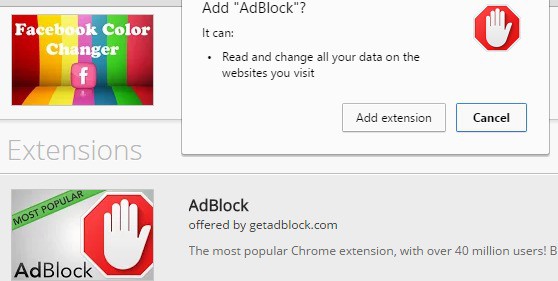 Facebook Color
Changer
f
Add "AdBlock"?
It can:
• Read and change all your data on the
websites you visit
Add extension
Cancel
Extensions
MOST POPULAR
AdBlock
AdBlock
offered by getadblock.com
The most popular Chrome extension, with over 40 million users! B